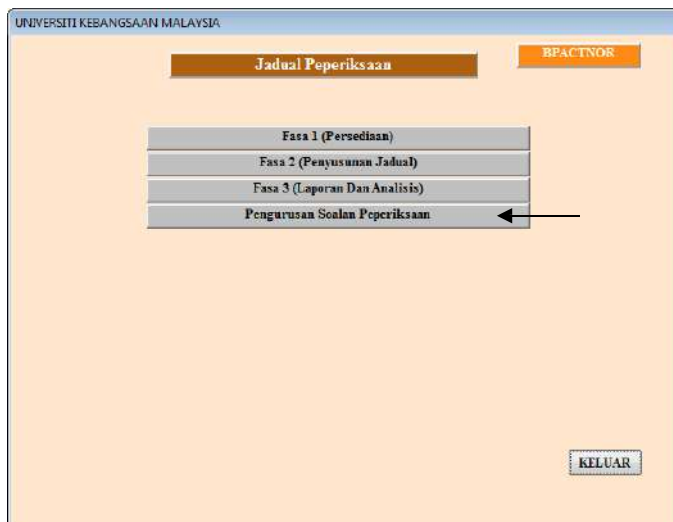 UNIVERSITI KEBANGSAAN MALAYSIA
Jadual Peperiksaan
BPACTNOR
Fasa 1 (Persediaan)
Fasa 2 (Penyusunan Jadual)
Fasa 3 (Laporan Dan Analisis)
Pengurusan Soalan Peperiksaan
KELUAR